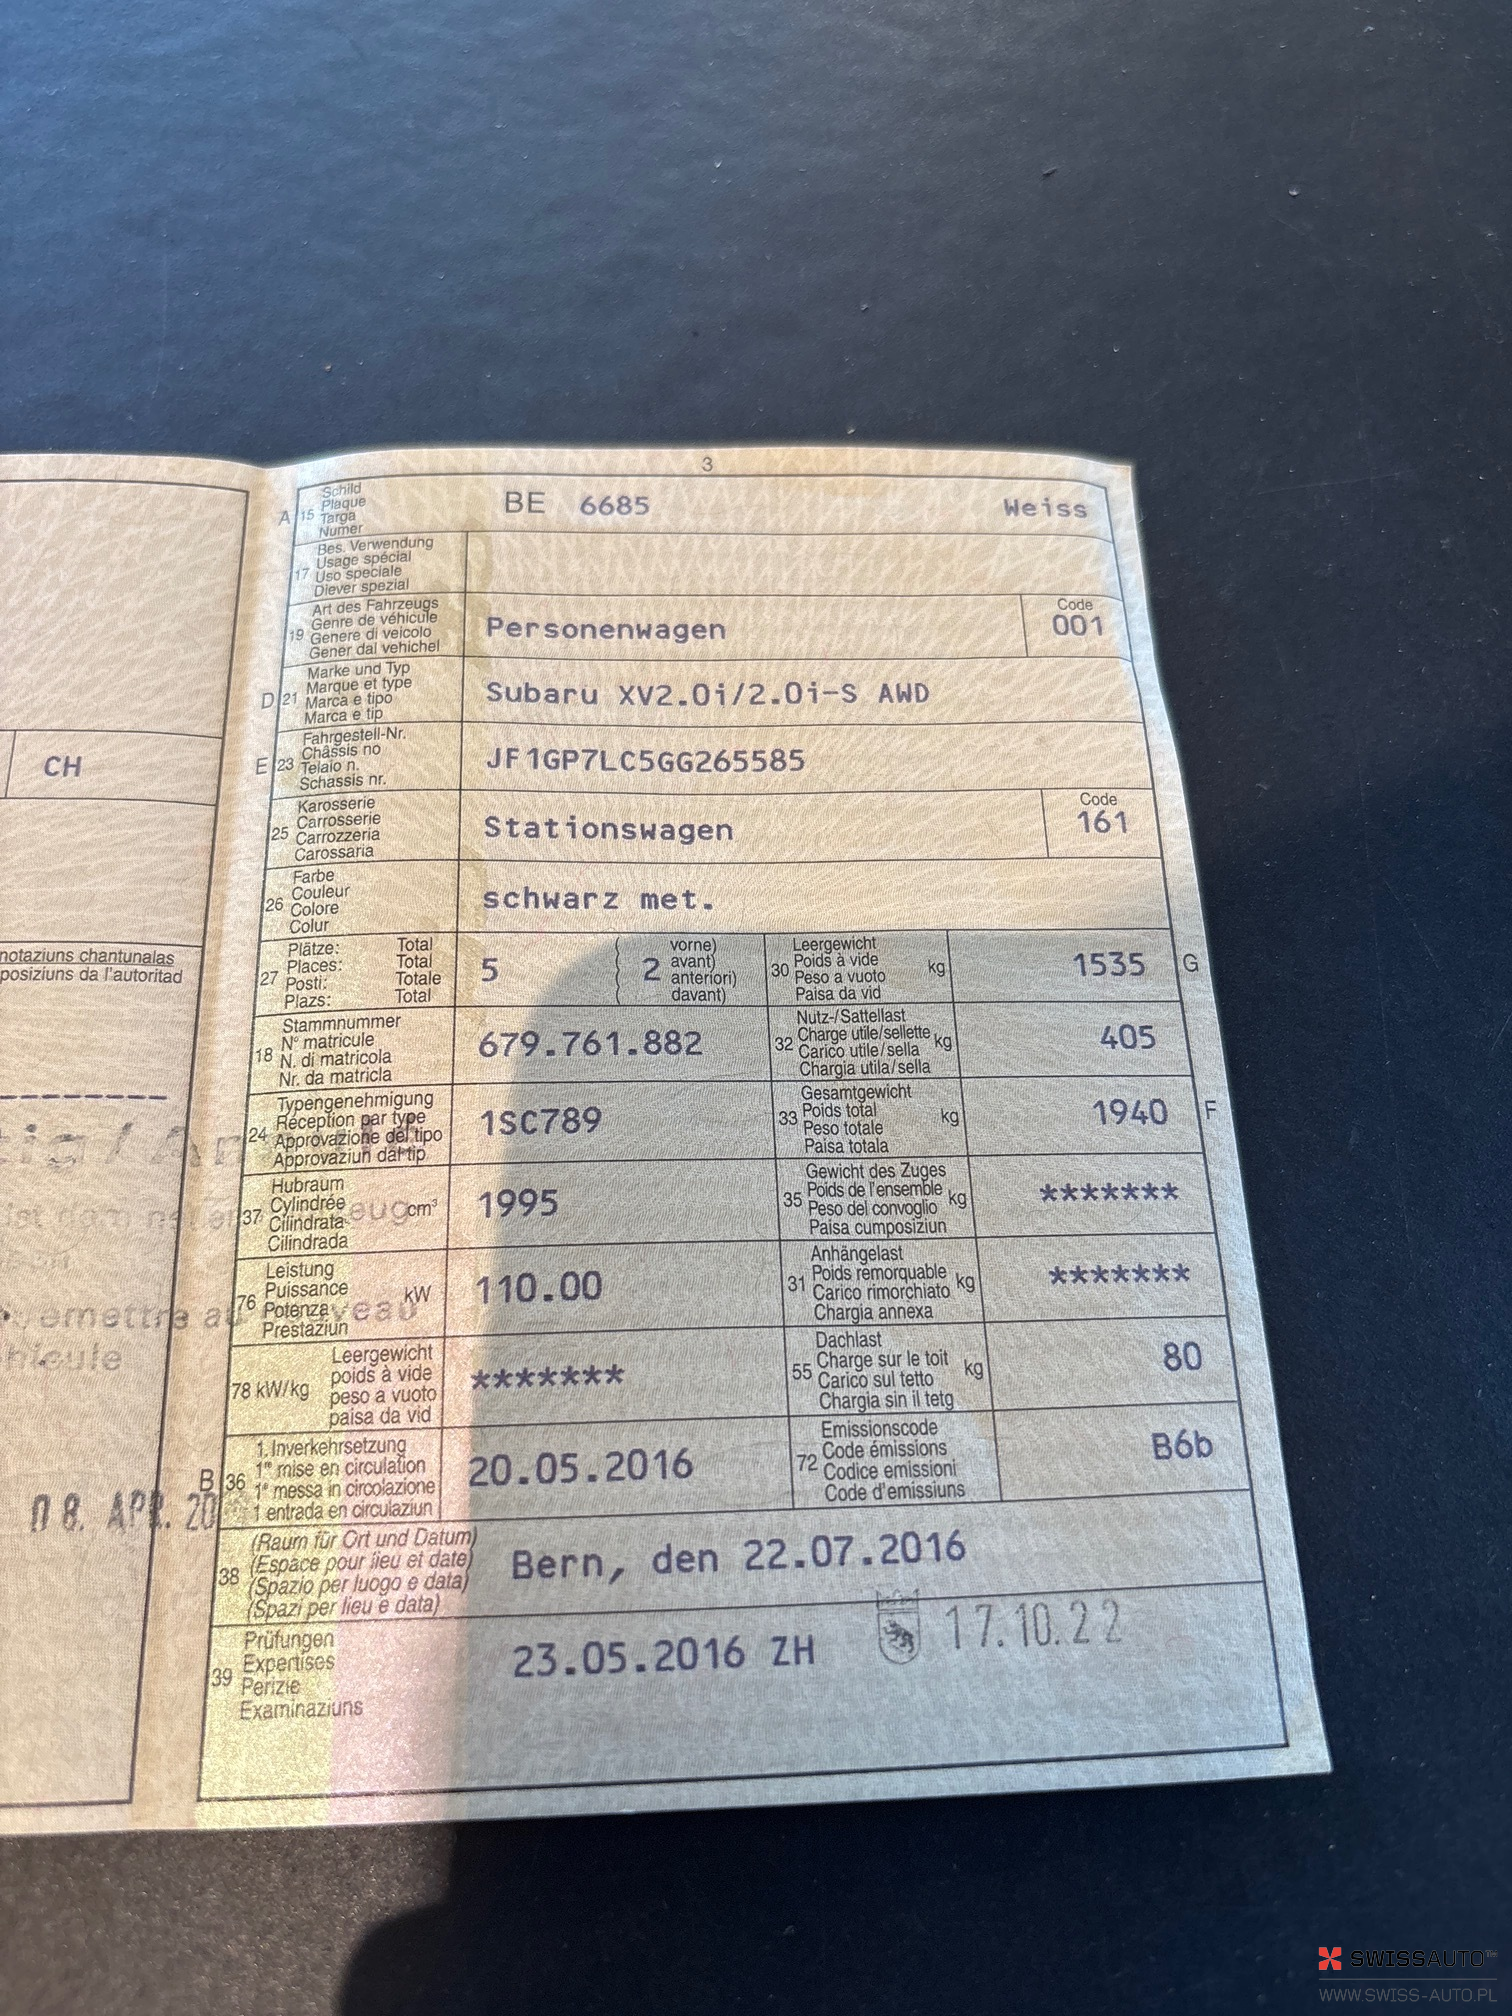 3
A 15 Schild
Plaque
Targa
Numer
BE 6685 Weiss
17 Bes. Verwendung
Usage spécial
Uso speciale
Diever spezial
19 Art des Fahrzeugs
Genre de véhicule
Genere di veicolo
Gener dal vehichel
Personenwagen
Code
001
D 21 Marke und Typ
Marque et type
Marca e tipo
Marca e tip
Subaru XV2.0i/2.0i-S AWD
E 23 Fahrgestell-Nr.
Châssis no
Telaio n.
Schassis nr.
JF1GP7LC5GG265585
25 Karosserie
Carrosserie
Carrozzeria
Carossaria
Stationswagen
Code
161
26 Farbe
Couleur
Colore
Colur
schwarz met.
27 Plätze: Total
Places: Total
Posti: Totale
Plazs: Total
5 ( 2 vorne)
avant)
anteriori)
davant)
30 Leergewicht
Poids à vide
Peso a vuoto
Paisa da vid
kg 1535 G
18 Stammnummer
N° matricule
N. di matricola
Nr. da matricla
679.761.882
32 Nutz-/Sattellast
Charge utile/sellette
Carico utile/sella
Chargia utila/sella
kg 405
24 Typengenehmigung
Réception par type
Approvazione del tipo
Approvaziun dal tip
1SC789
33 Gesamtgewicht
Poids total
Peso totale
Paisa totala
kg 1940 F
37 Hubraum
Cylindrée
Cilindrata
Cilindrada
cm³ 1995
35 Gewicht des Zuges
Poids de l'ensemble
Peso del convoglio
Paisa cumposiziun
kg *******
76 Leistung
Puissance
Potenza
Prestaziun
kW 110.00
31 Anhängelast
Poids remorquable
Carico rimorchiato
Chargia annexa
kg *******
78 kW/kg Leergewicht
poids à vide
peso a vuoto
paisa da vid
*******
55 Dachlast
Charge sur le toit
Carico sul tetto
Chargia sin il tetg
kg 80
B 36 1. Inverkehrsetzung
1re mise en circulation
1a messa in circolazione
1 entrada en circulaziun
20.05.2016
72 Emissionscode
Code émissions
Codice emissioni
Code d'emissiuns
B6b
38 (Raum für Ort und Datum)
(Espace pour lieu et date)
(Spazio per luogo e data)
(Spazi per lieu e data)
Bern, den 22.07.2016
39 Prüfungen
Expertises
Perizie
Examinaziuns
23.05.2016 ZH 17.10.22
CH
notaziuns chantunalas
posiziuns da l'autoritad
remettre au
08. APR. 20
SWISSAUTO
WWW.SWISS-AUTO.PL